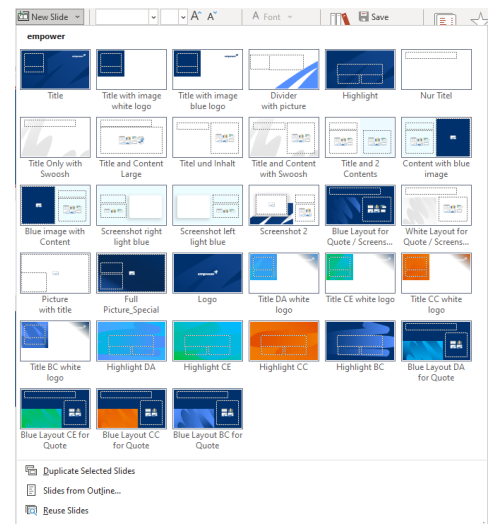 New Slide
A^ A˅
A Font
Save
empower
Title
Title with image
white logo
Title with image
blue logo
Divider
with picture
Highlight
Nur Titel
Title Only with
Swoosh
Title and Content
Large
Titel und Inhalt
Title and Content
with Swoosh
Title and 2
Contents
Content with blue
image
Blue image with
Content
Screenshot right
light blue
Screenshot left
light blue
Screenshot 2
Blue Layout for
Quote / Screens...
White Layout for
Quote / Screens...
empower
Picture
with title
Full
Picture_Special
Logo
Title DA white
logo
Title CE white logo
Title CC white
logo
Title BC white
logo
Highlight DA
Highlight CE
Highlight CC
Highlight BC
Blue Layout DA
for Quote
Blue Layout CE for
Quote
Blue Layout CC
for Quote
Blue Layout BC for
Quote
Duplicate Selected Slides
Slides from Outline...
Reuse Slides